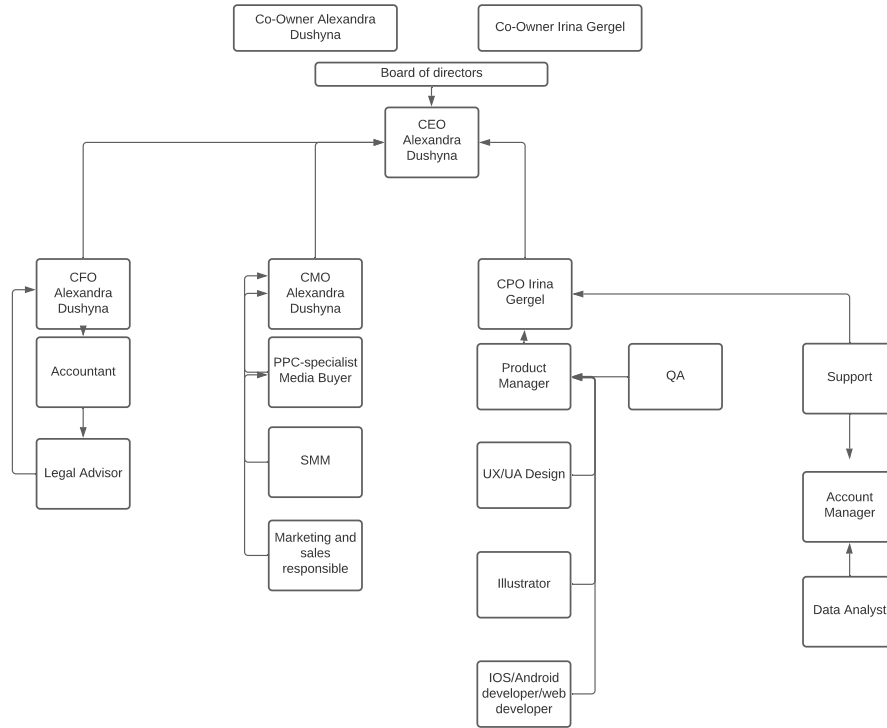 Co-Owner Alexandra
Dushyna
Co-Owner Irina Gergel
Board of directors
CEO
Alexandra
Dushyna
CFO
Alexandra
Dushyna
CMO
Alexandra
Dushyna
CPO Irina
Gergel
Accountant
PPC-specialist
Media Buyer
Product
Manager
QA
Support
Legal Advisor
SMM
UX/UA Design
Account
Manager
Marketing and
sales
responsible
Illustrator
Data Analyst
IOS/Android
developer/web
developer